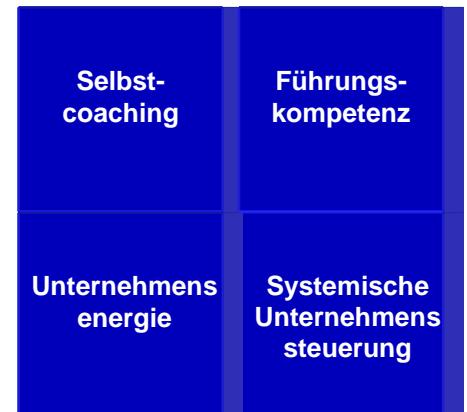 Selbst-
coaching
Führungs-
kompetenz
Unternehmens
energie
Systemische
Unternehmens
steuerung